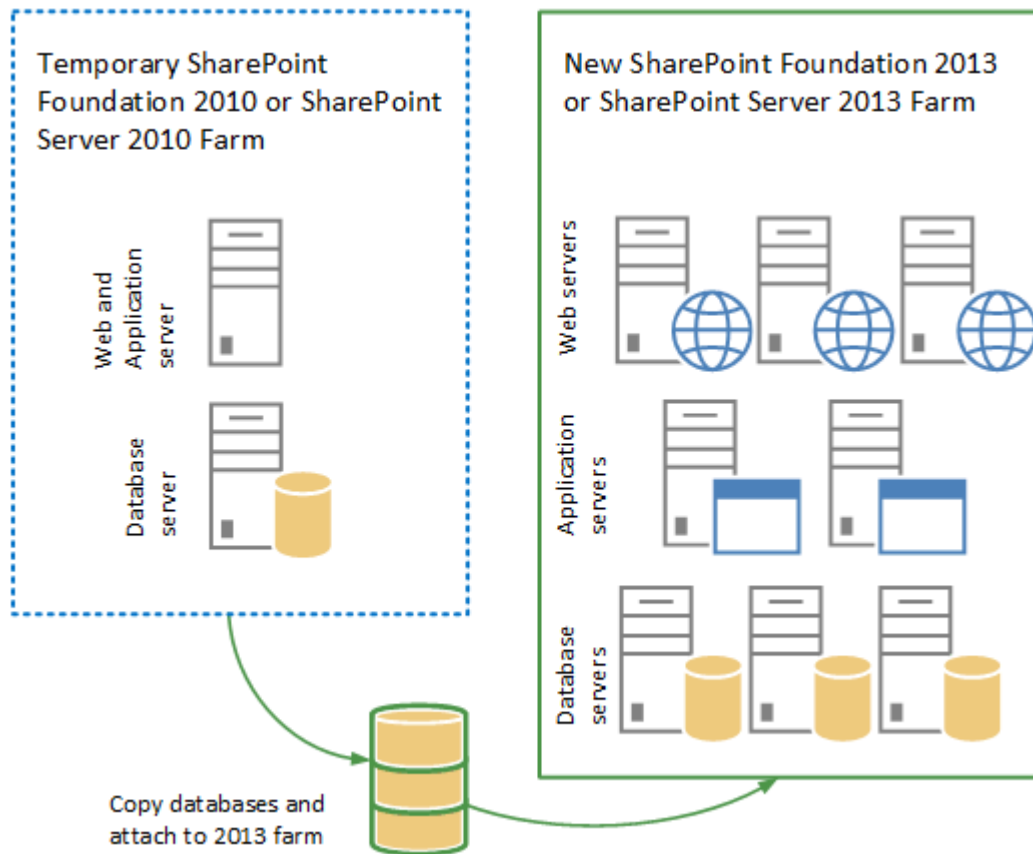 Temporary SharePoint
Foundation 2010 or SharePoint
Server 2010 Farm
Web and
Application
server
Database
server
New SharePoint Foundation 2013
or SharePoint Server 2013 Farm
Web servers
Application
servers
Database
servers
Copy databases and
attach to 2013 farm